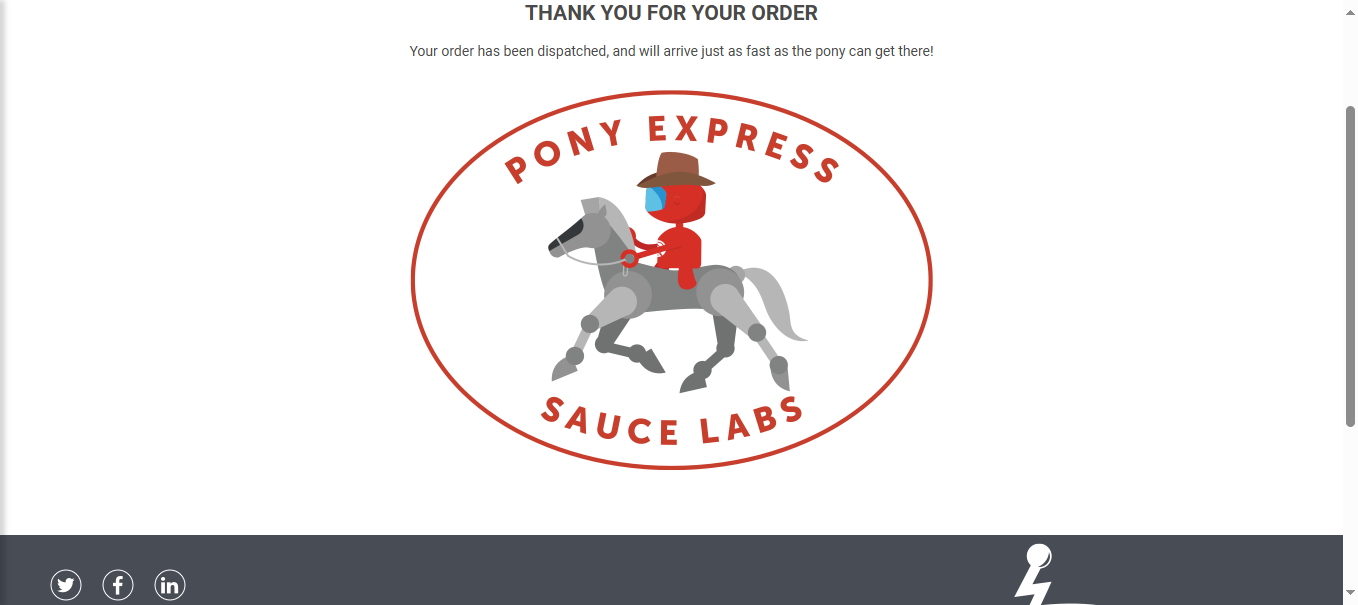 THANK YOU FOR YOUR ORDER
Your order has been dispatched, and will arrive just as fast as the pony can get there!
PONY EXPRESS
SAUCE LABS